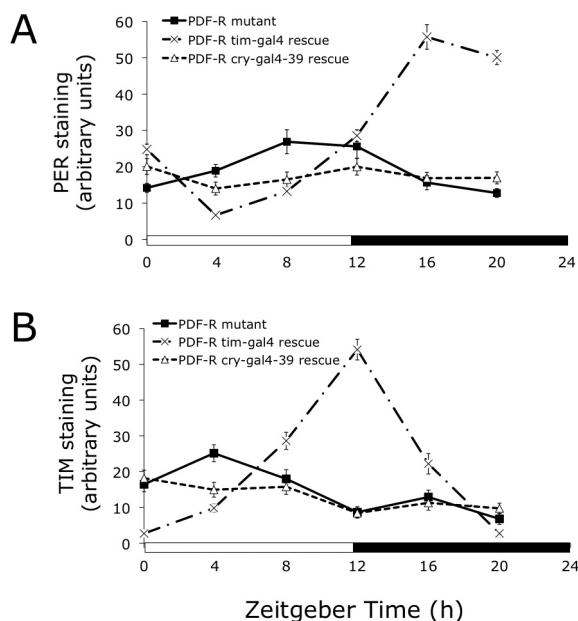 A
PDF-R mutant
PDF-R tim-gal4 rescue
PDF-R cry-gal4-39 rescue
PER staining
(arbitrary units)
60
50
40
30
20
10
0
0 4 8 12 16 20 24
B
PDF-R mutant
PDF-R tim-gal4 rescue
PDF-R cry-gal4-39 rescue
TIM staining
(arbitrary units)
60
50
40
30
20
10
0
0 4 8 12 16 20 24
Zeitgeber Time (h)